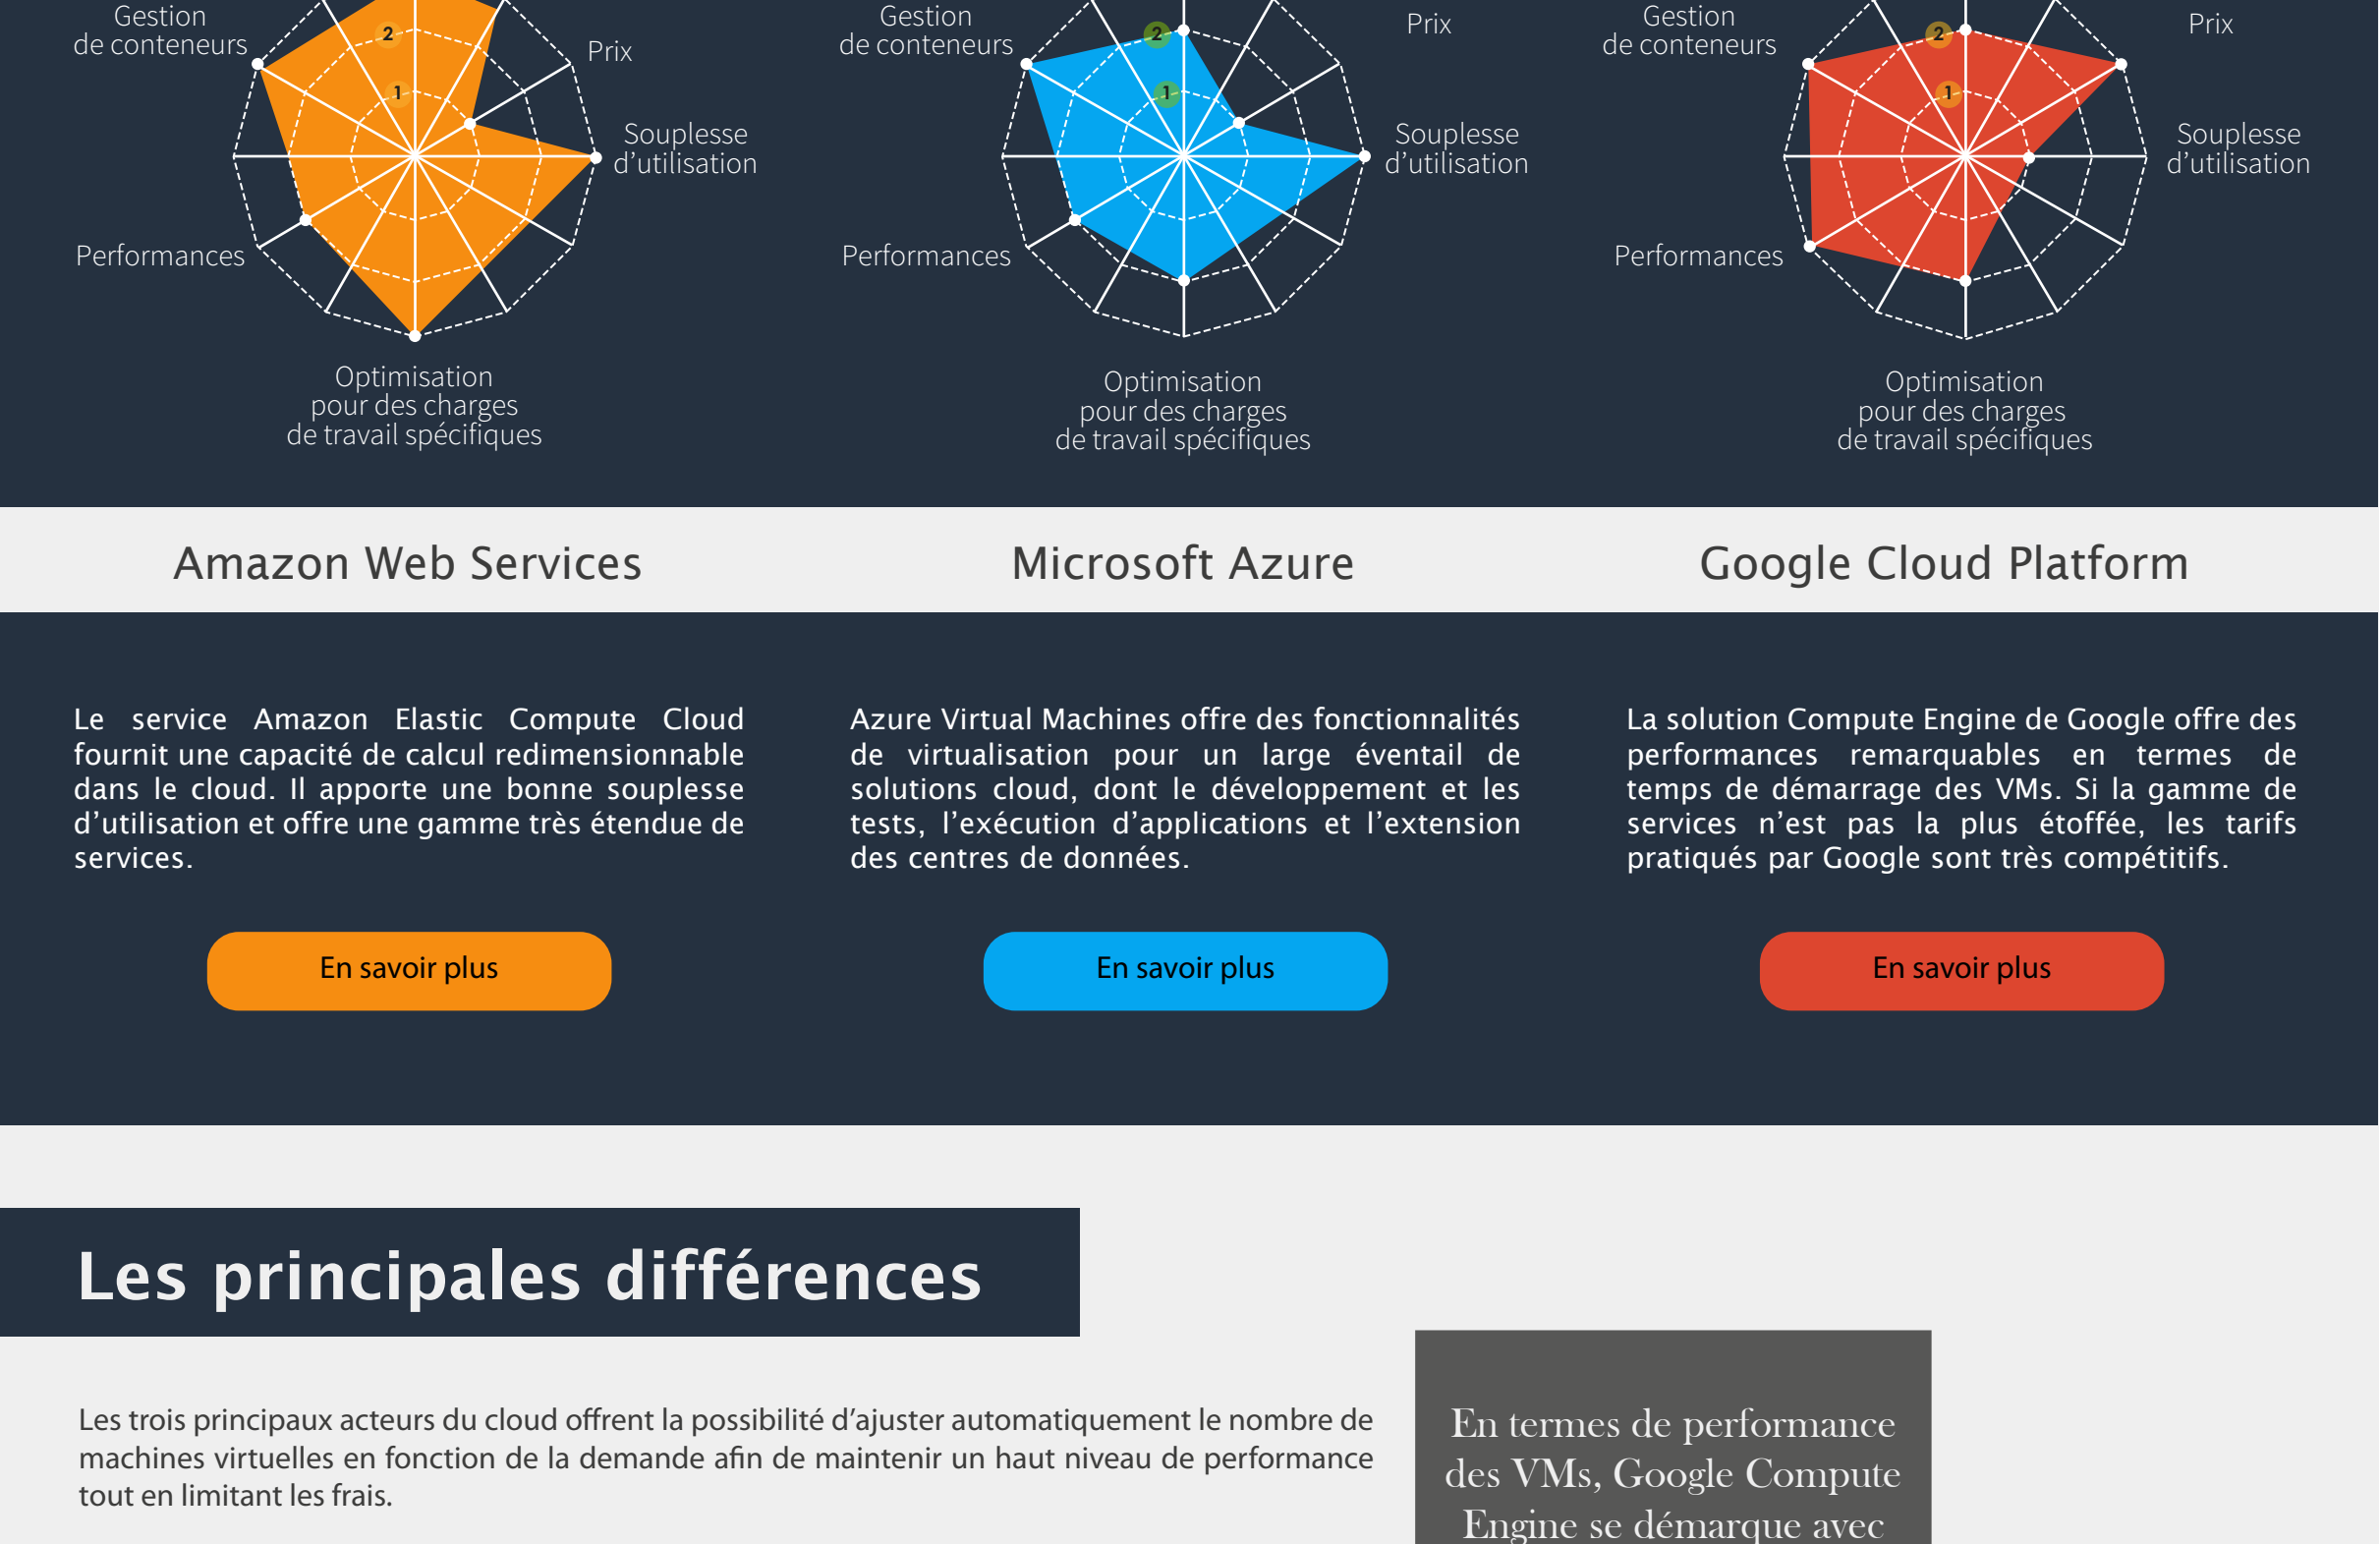 Gestion
de conteneurs
2
1
Prix
Souplesse
d’utilisation
Performances
Optimisation
pour des charges
de travail spécifiques
Gestion
de conteneurs
2
1
Prix
Souplesse
d’utilisation
Performances
Optimisation
pour des charges
de travail spécifiques
Gestion
de conteneurs
2
1
Prix
Souplesse
d’utilisation
Performances
Optimisation
pour des charges
de travail spécifiques
Amazon Web Services
Microsoft Azure
Google Cloud Platform
Le service Amazon Elastic Compute Cloud
fournit une capacité de calcul redimensionnable
dans le cloud. Il apporte une bonne souplesse
d’utilisation et offre une gamme très étendue de
services.
En savoir plus
Azure Virtual Machines offre des fonctionnalités
de virtualisation pour un large éventail de
solutions cloud, dont le développement et les
tests, l’exécution d’applications et l’extension
des centres de données.
En savoir plus
La solution Compute Engine de Google offre des
performances remarquables en termes de
temps de démarrage des VMs. Si la gamme de
services n’est pas la plus étoffée, les tarifs
pratiqués par Google sont très compétitifs.
En savoir plus
Les principales différences
Les trois principaux acteurs du cloud offrent la possibilité d’ajuster automatiquement le nombre de
machines virtuelles en fonction de la demande afin de maintenir un haut niveau de performance
tout en limitant les frais.
En termes de performance
des VMs, Google Compute
Engine se démarque avec